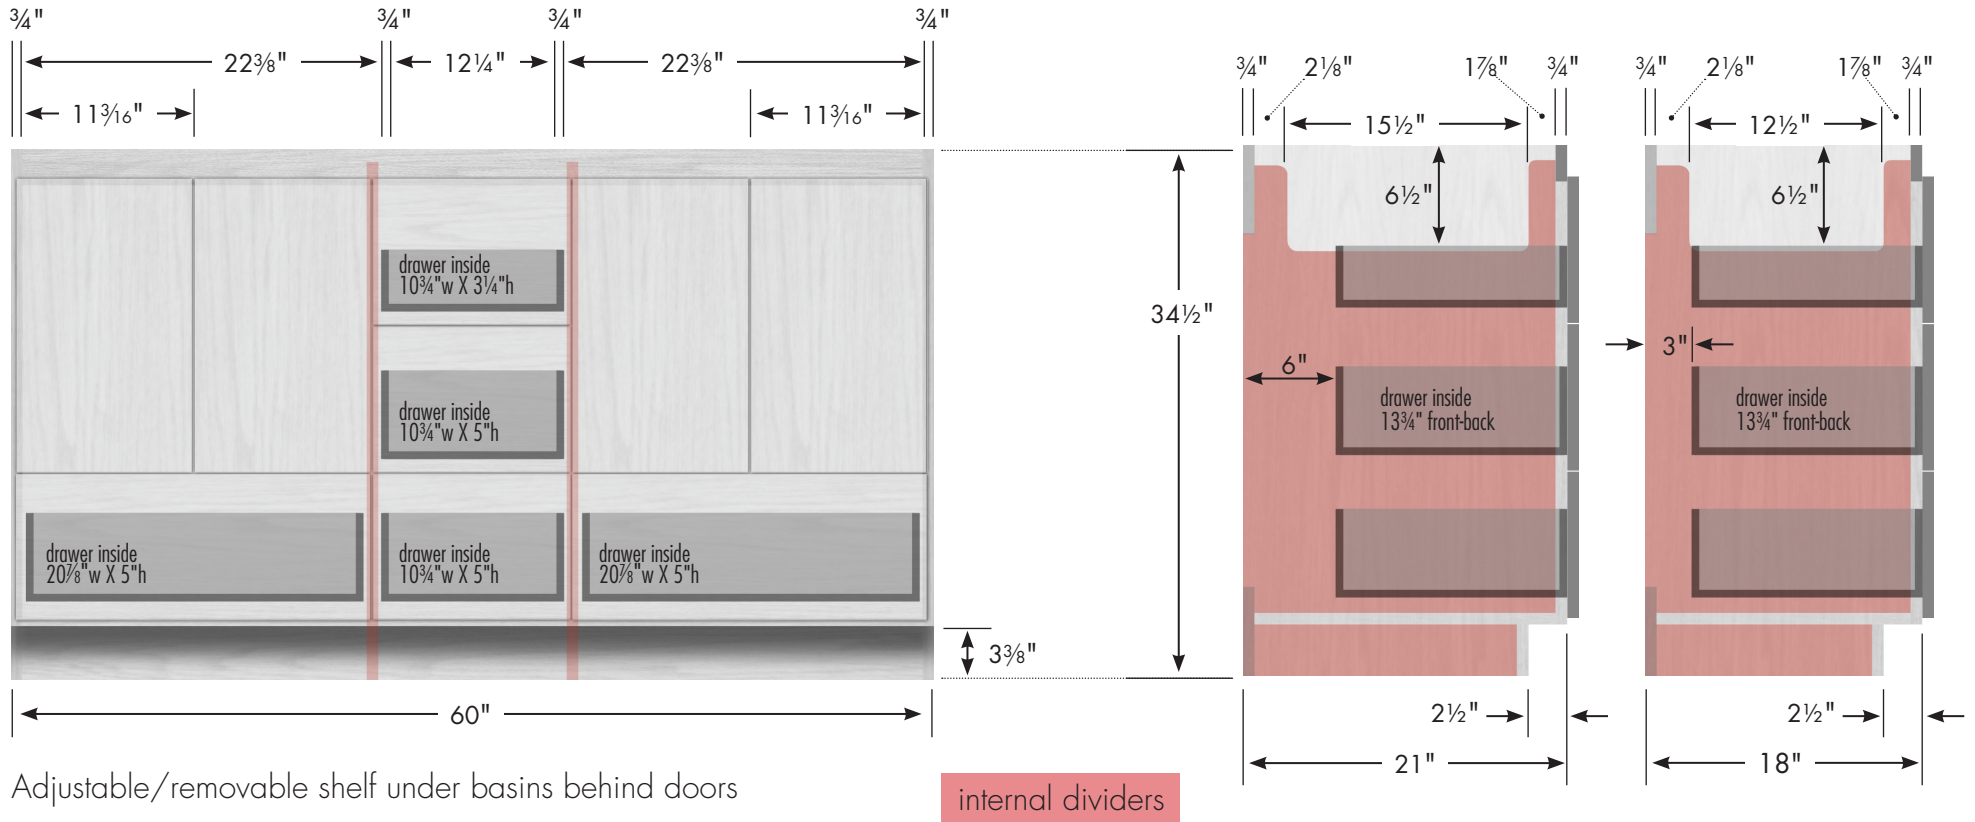 ¾" ¾" ¾" ¾"
22⅜" 12¼" 22⅜"
11³⁄₁₆" 11³⁄₁₆"
drawer inside
10¾"w X 3¼"h
drawer inside
10¾"w X 5"h
drawer inside
20⅞"w X 5"h
drawer inside
10¾"w X 5"h
drawer inside
20⅞"w X 5"h
3⅜"
60"
34½"
¾" 2⅛" 1⅞" ¾"
15½"
6½"
6"
drawer inside
13¾" front-back
2½"
21"
¾" 2⅛" 1⅞" ¾"
12½"
6½"
3"
drawer inside
13¾" front-back
2½"
18"
Adjustable/removable shelf under basins behind doors
internal dividers